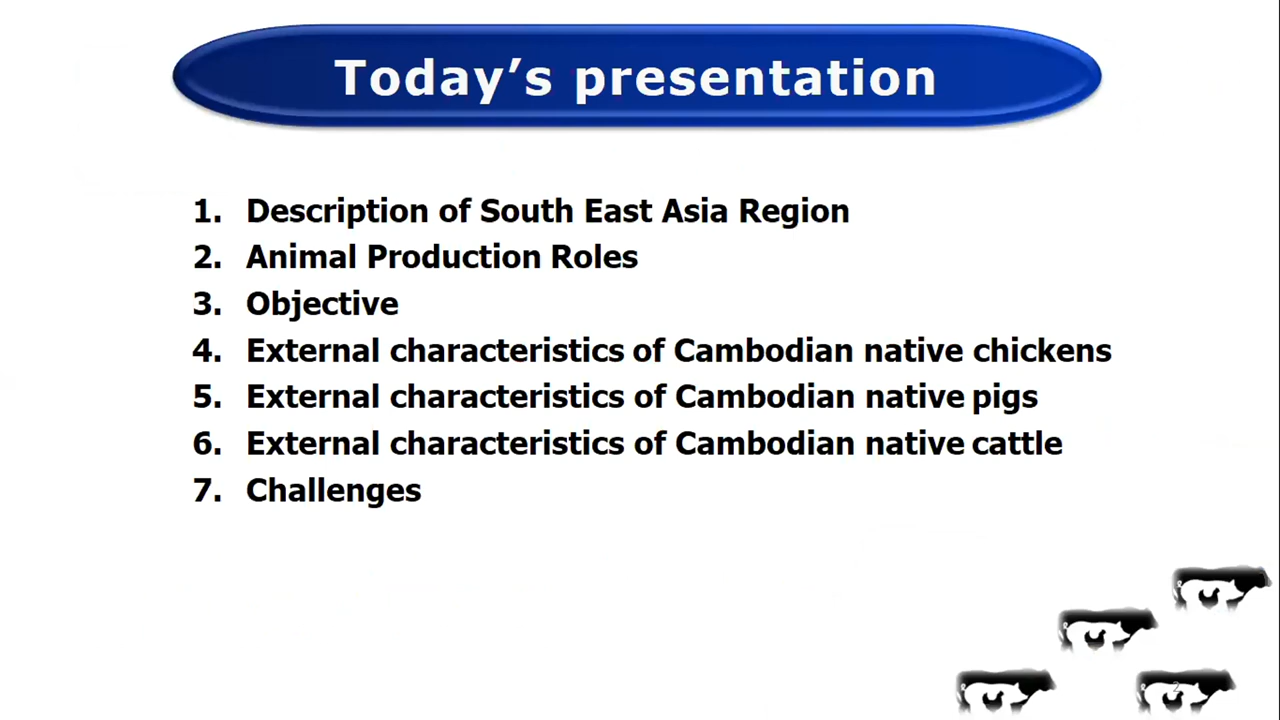 Today’s presentation
1. Description of South East Asia Region
2. Animal Production Roles
3. Objective
4. External characteristics of Cambodian native chickens
5. External characteristics of Cambodian native pigs
6. External characteristics of Cambodian native cattle
7. Challenges
2